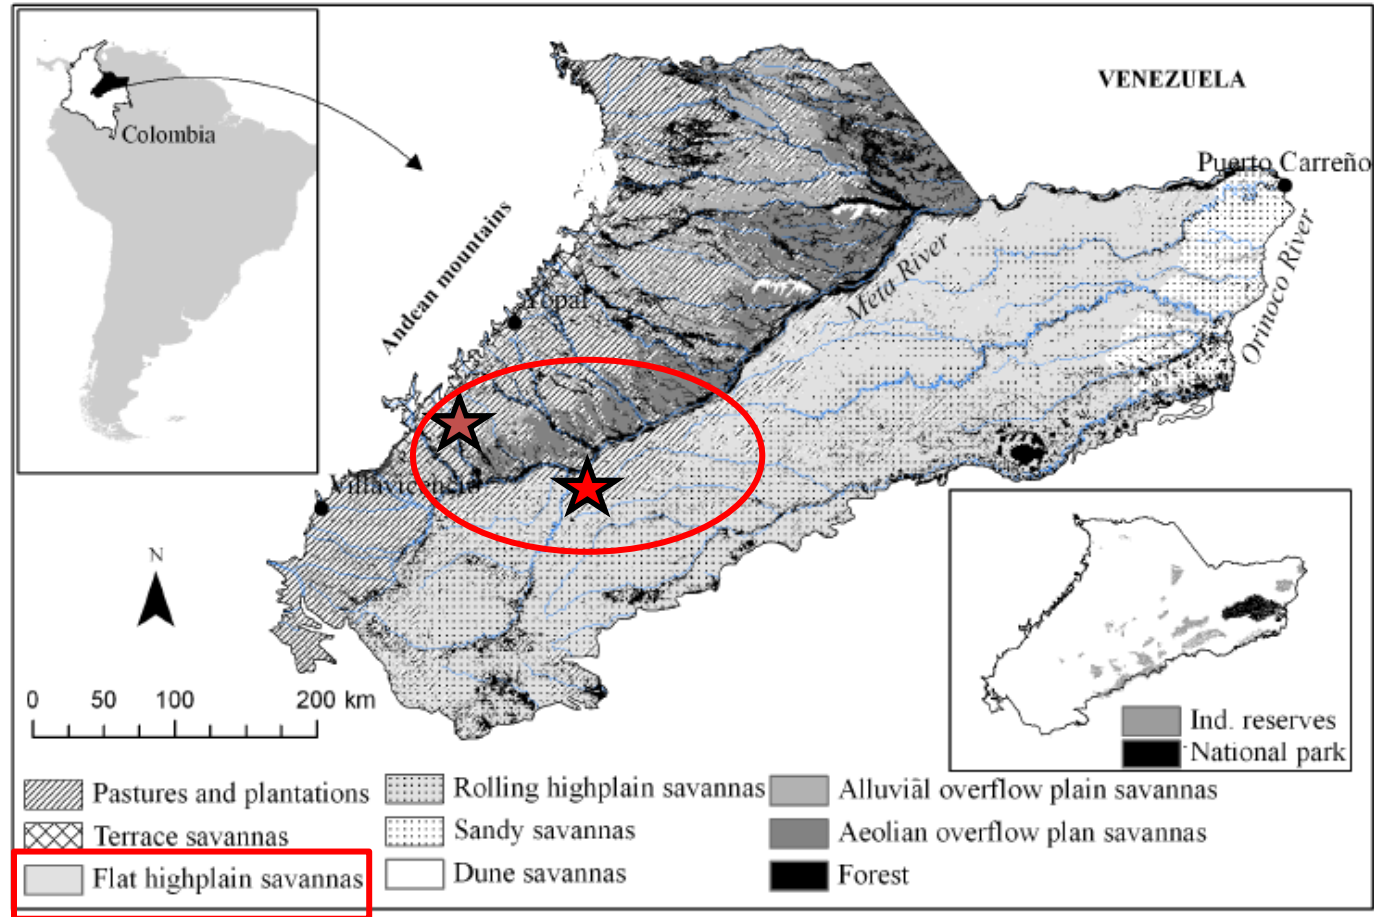 Colombia
VENEZUELA
Puerto Carreño
Andean mountains
Yopal
Meta River
Orinoco River
Villavicencio
N
0 50 100 200 km
Ind. reserves
National park
Pastures and plantations
Terrace savannas
Flat highplain savannas
Rolling highplain savannas
Sandy savannas
Dune savannas
Alluvial overflow plain savannas
Aeolian overflow plan savannas
Forest